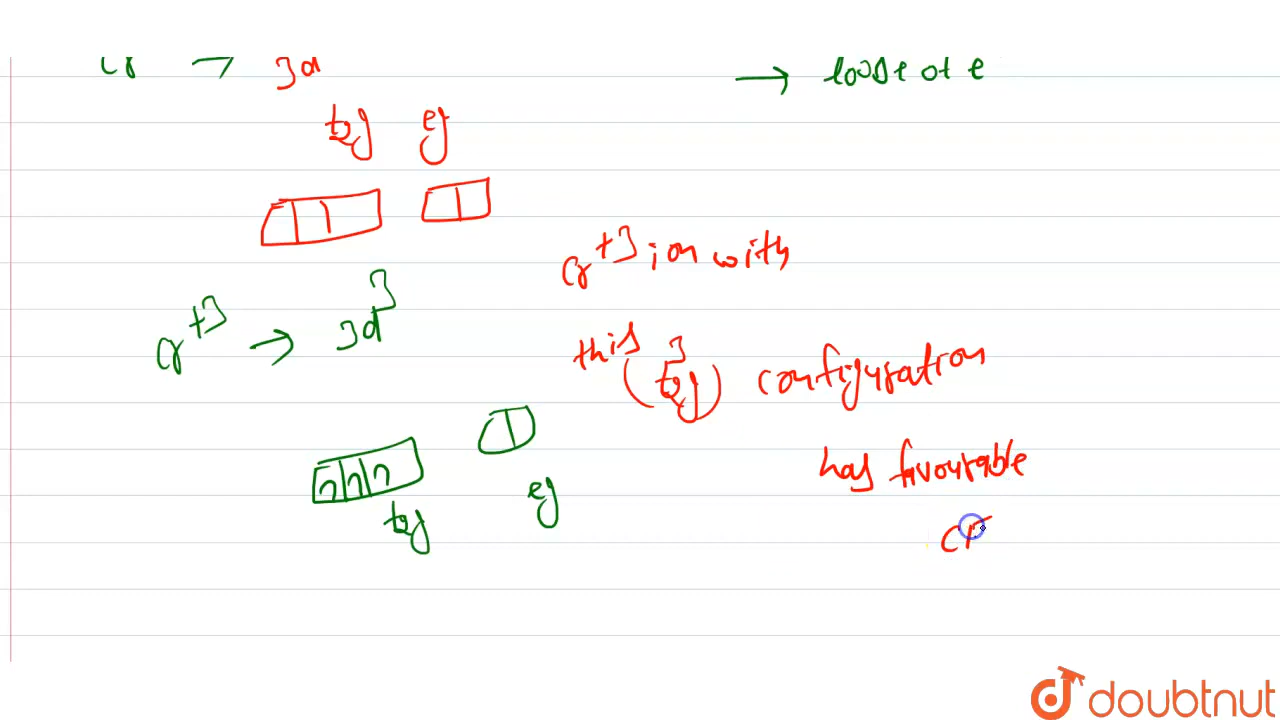 → 3d → loose of e
t2g eg
Cr+3 ion with
Cr+3 → 3d3
this (t2g3) configuration
has favourable
t2g eg
CF
doubtnut